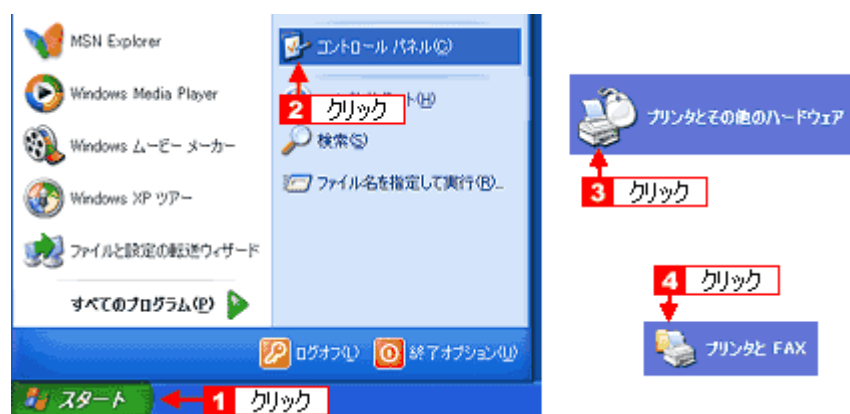 MSN Explorer
Windows Media Player
Windows ムービー メーカー
Windows XP ツアー
ファイルと設定の転送ウィザード
すべてのプログラム(P)
コントロール パネル(C)
2 クリック
ト(H)
検索(S)
ファイル名を指定して実行(R)...
ログオフ(L)
終了オプション(U)
スタート
1 クリック
プリンタとその他のハードウェア
3 クリック
4 クリック
プリンタと FAX